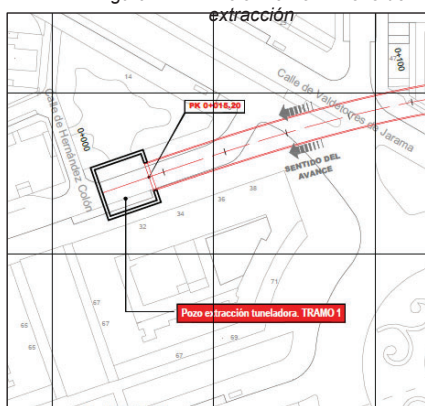 extracción
21
47
0+100
14
Calle de Valdetorres de Jarama
PK 0+018,20
Calle de Hernández Colón
0+000
SENTIDO DEL
AVANCE
38
36
34
32
71
Pozo extracción tuneladora. TRAMO 1
67
67
65
65
69
67